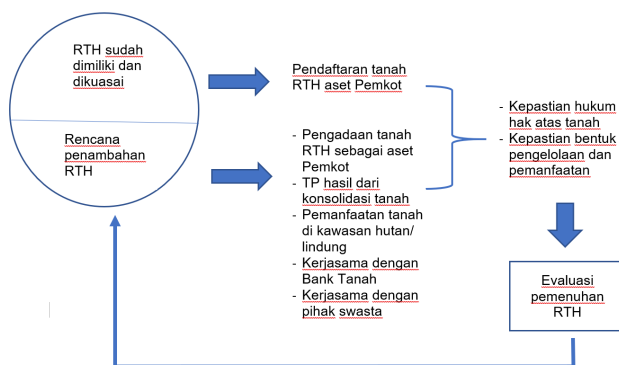 RTH sudah
dimiliki dan
dikuasai
Rencana
penambahan
RTH
Pendaftaran tanah
RTH aset Pemkot
- Pengadaan tanah
RTH sebagai aset
Pemkot
- TP hasil dari
konsolidasi tanah
- Pemanfaatan tanah
di kawasan hutan/
lindung
- Kerjasama dengan
Bank Tanah
- Kerjasama dengan
pihak swasta
- Kepastian hukum
hak atas tanah
- Kepastian bentuk
pengelolaan dan
pemanfaatan
Evaluasi
pemenuhan
RTH